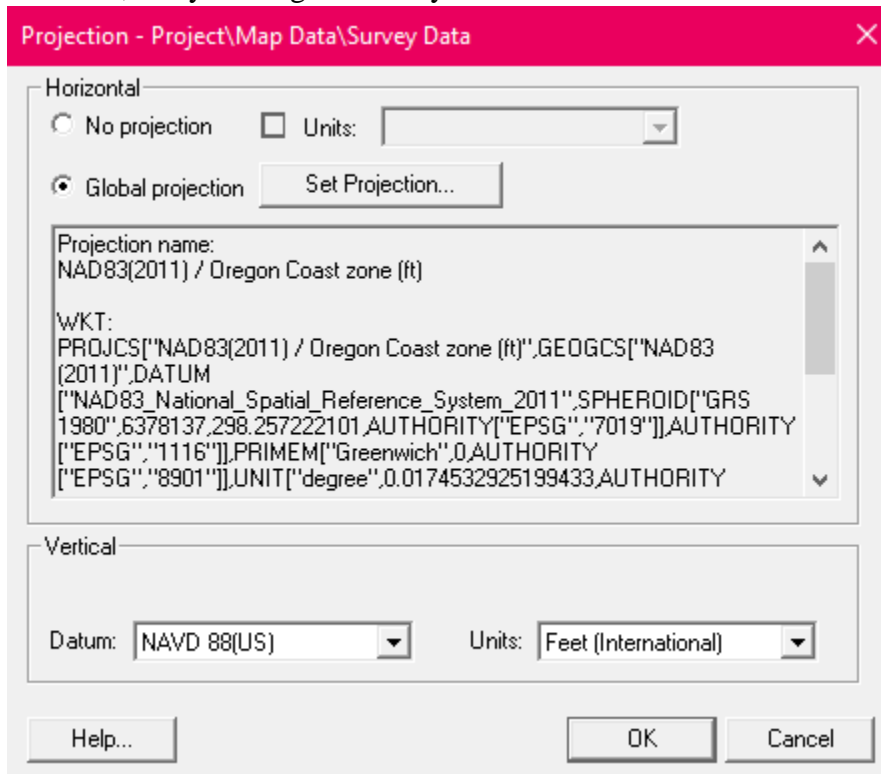 Projection - Project\Map Data\Survey Data
Horizontal
No projection Units:
Global projection Set Projection...
Projection name:
NAD83(2011) / Oregon Coast zone (ft)
WKT:
PROJCS["NAD83(2011) / Oregon Coast zone (ft)",GEOGCS["NAD83
(2011)",DATUM
["NAD83_National_Spatial_Reference_System_2011",SPHEROID["GRS
1980",6378137,298.257222101,AUTHORITY["EPSG","7019"]],AUTHORITY
["EPSG","1116"]],PRIMEM["Greenwich",0,AUTHORITY
["EPSG","8901"]],UNIT["degree",0.0174532925199433,AUTHORITY
Vertical
Datum: NAVD 88(US) Units: Feet (International)
Help... OK Cancel